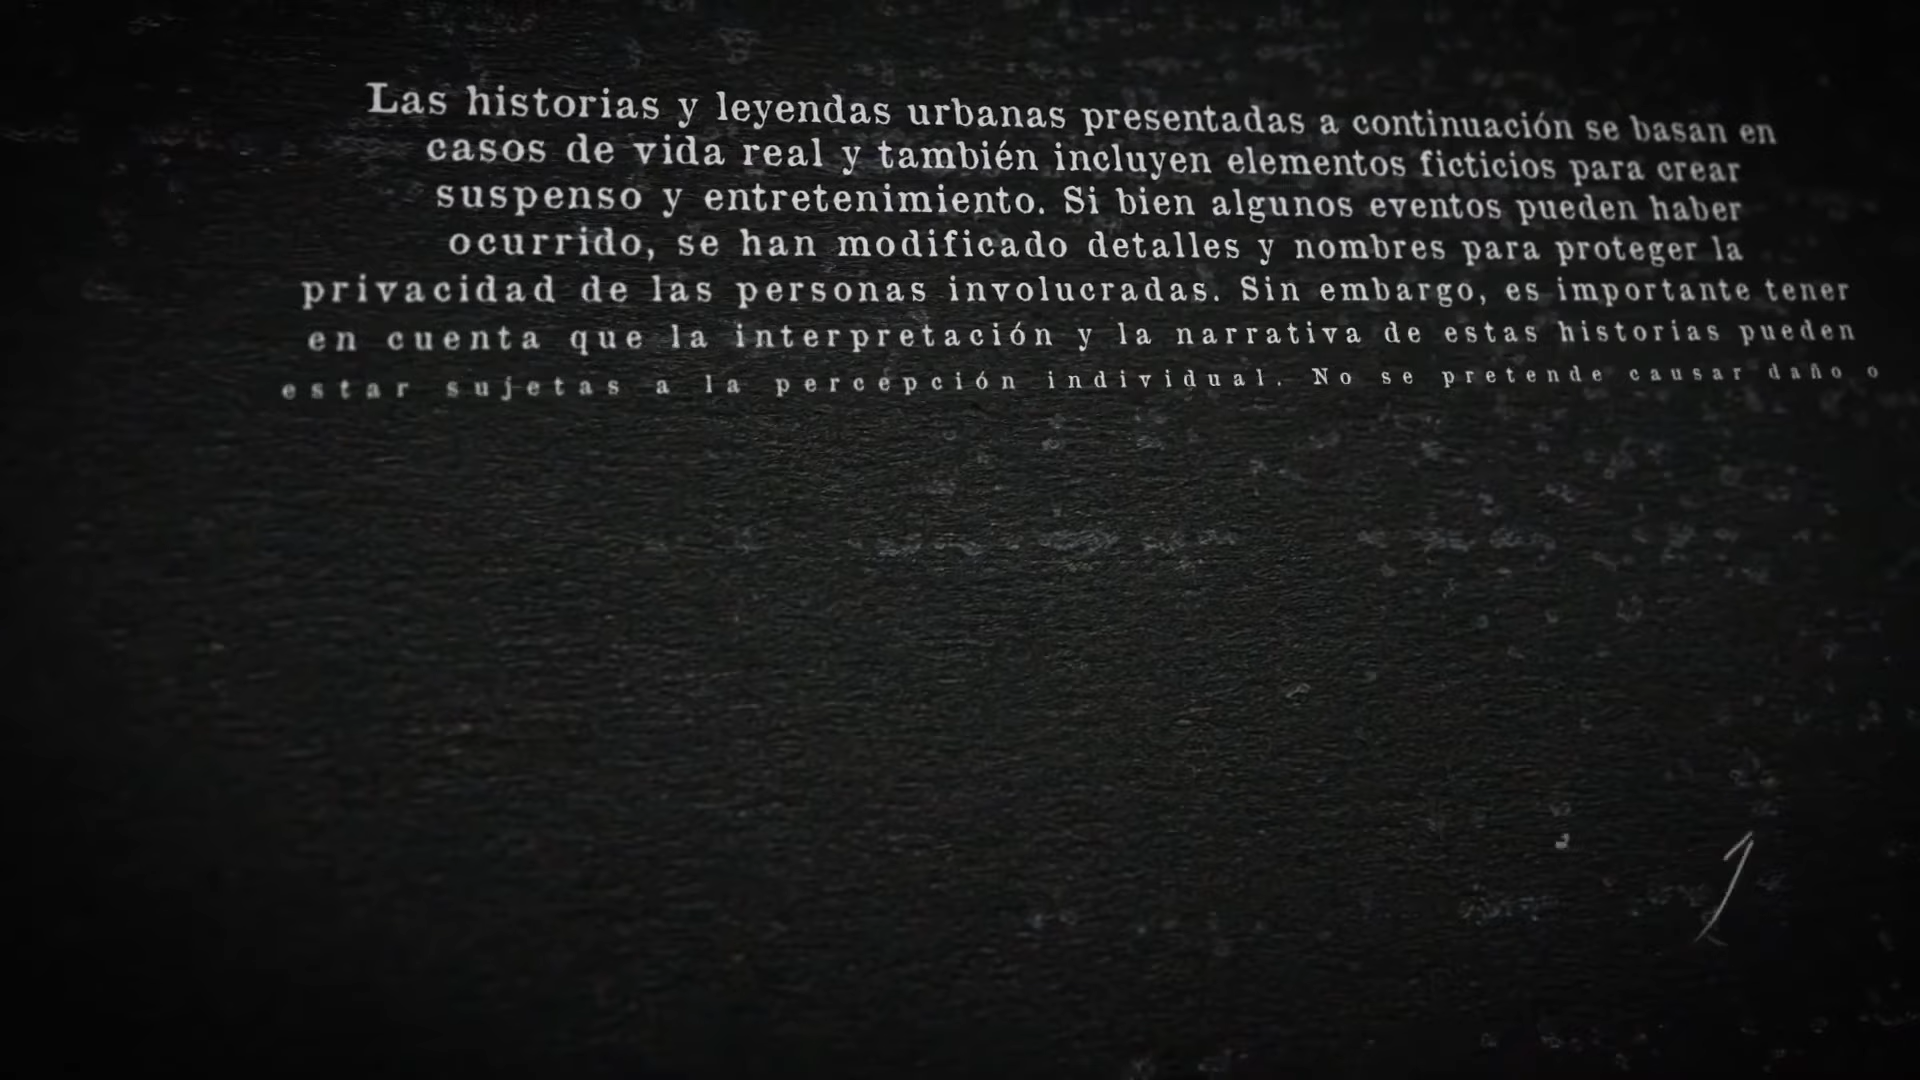 Las historias y leyendas urbanas presentadas a continuación se basan en
casos de vida real y también incluyen elementos ficticios para crear
suspenso y entretenimiento. Si bien algunos eventos pueden haber
ocurrido, se han modificado detalles y nombres para proteger la
privacidad de las personas involucradas. Sin embargo, es importante tener
en cuenta que la interpretación y la narrativa de estas historias pueden
estar sujetas a la percepción individual. No se pretende causar daño o